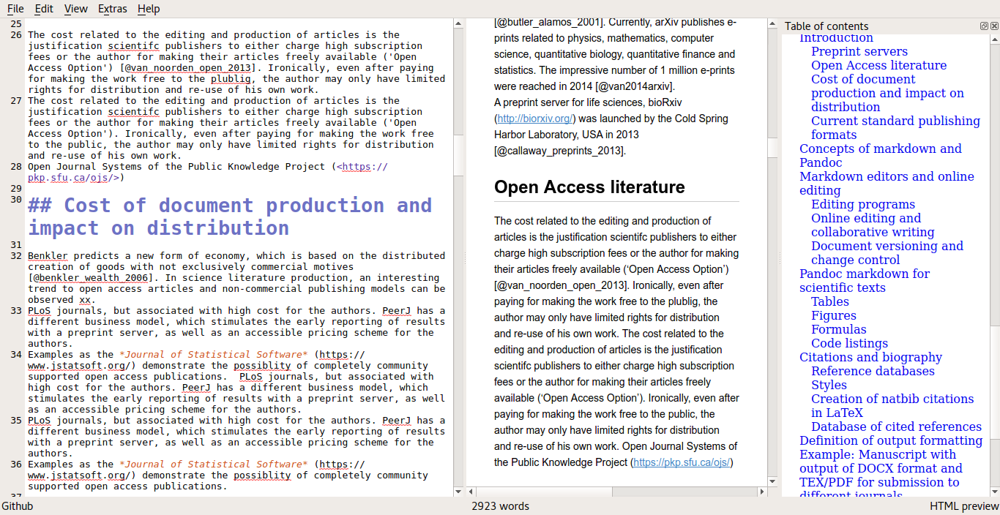 File Edit View Extras Help
25
26 The cost related to the editing and production of articles is the
justification scientifc publishers to either charge high subscription
fees or the author for making their articles freely available ('Open
Access Option') [@van_noorden_open_2013]. Ironically, even after paying
for making the work free to the plublig, the author may only have limited
rights for distribution and re-use of his own work.
27 The cost related to the editing and production of articles is the
justification scientifc publishers to either charge high subscription
fees or the author for making their articles freely available ('Open
Access Option'). Ironically, even after paying for making the work free
to the public, the author may only have limited rights for distribution
and re-use of his own work.
28 Open Journal Systems of the Public Knowledge Project (<https://
pkp.sfu.ca/ojs/>)
29
30 ## Cost of document production and
impact on distribution
31
32 Benkler predicts a new form of economy, which is based on the distributed
creation of goods with not exclusively commercial motives
[@benkler_wealth_2006]. In science literature production, an interesting
trend to open access articles and non-commercial publishing models can be
observed xx.
33 PLoS journals, but associated with high cost for the authors. PeerJ has a
different business model, which stimulates the early reporting of results
with a preprint server, as well as an accessible pricing scheme for the
authors.
34 Examples as the *Journal of Statistical Software* (https://
www.jstatsoft.org/) demonstrate the possiblity of completely community
supported open access publications.  PLoS journals, but associated with
high cost for the authors. PeerJ has a different business model, which
stimulates the early reporting of results with a preprint server, as well
as an accessible pricing scheme for the authors.
35 PLoS journals, but associated with high cost for the authors. PeerJ has a
different business model, which stimulates the early reporting of results
with a preprint server, as well as an accessible pricing scheme for the
authors.
36 Examples as the *Journal of Statistical Software* (https://
www.jstatsoft.org/) demonstrate the possiblity of completely community
supported open access publications.
37
[@butler_alamos_2001]. Currently, arXiv publishes e-
prints related to physics, mathematics, computer
science, quantitative biology, quantitative finance and
statistics. The impressive number of 1 million e-prints
were reached in 2014 [@van2014arxiv].
A preprint server for life sciences, bioRxiv
(http://biorxiv.org/) was launched by the Cold Spring
Harbor Laboratory, USA in 2013
[@callaway_preprints_2013].
Open Access literature
The cost related to the editing and production of
articles is the justification scientifc publishers to either
charge high subscription fees or the author for making
their articles freely available (‘Open Access Option’)
[@van_noorden_open_2013]. Ironically, even after
paying for making the work free to the plublig, the
author may only have limited rights for distribution
and re-use of his own work. The cost related to the
editing and production of articles is the justification
scientifc publishers to either charge high subscription
fees or the author for making their articles freely
available (‘Open Access Option’). Ironically, even after
paying for making the work free to the public, the
author may only have limited rights for distribution
and re-use of his own work. Open Journal Systems of
the Public Knowledge Project (https://pkp.sfu.ca/ojs/)
Table of contents
Introduction
Preprint servers
Open Access literature
Cost of document
production and impact on
distribution
Current standard publishing
formats
Concepts of markdown and
Pandoc
Markdown editors and online
editing
Editing programs
Online editing and
collaborative writing
Document versioning and
change control
Pandoc markdown for
scientific texts
Tables
Figures
Formulas
Code listings
Citations and biography
Reference databases
Styles
Creation of natbib citations
in LaTeX
Database of cited references
Definition of output formatting
Example: Manuscript with
output of DOCX format and
TEX/PDF for submission to
different journals
Github
2923 words
HTML preview